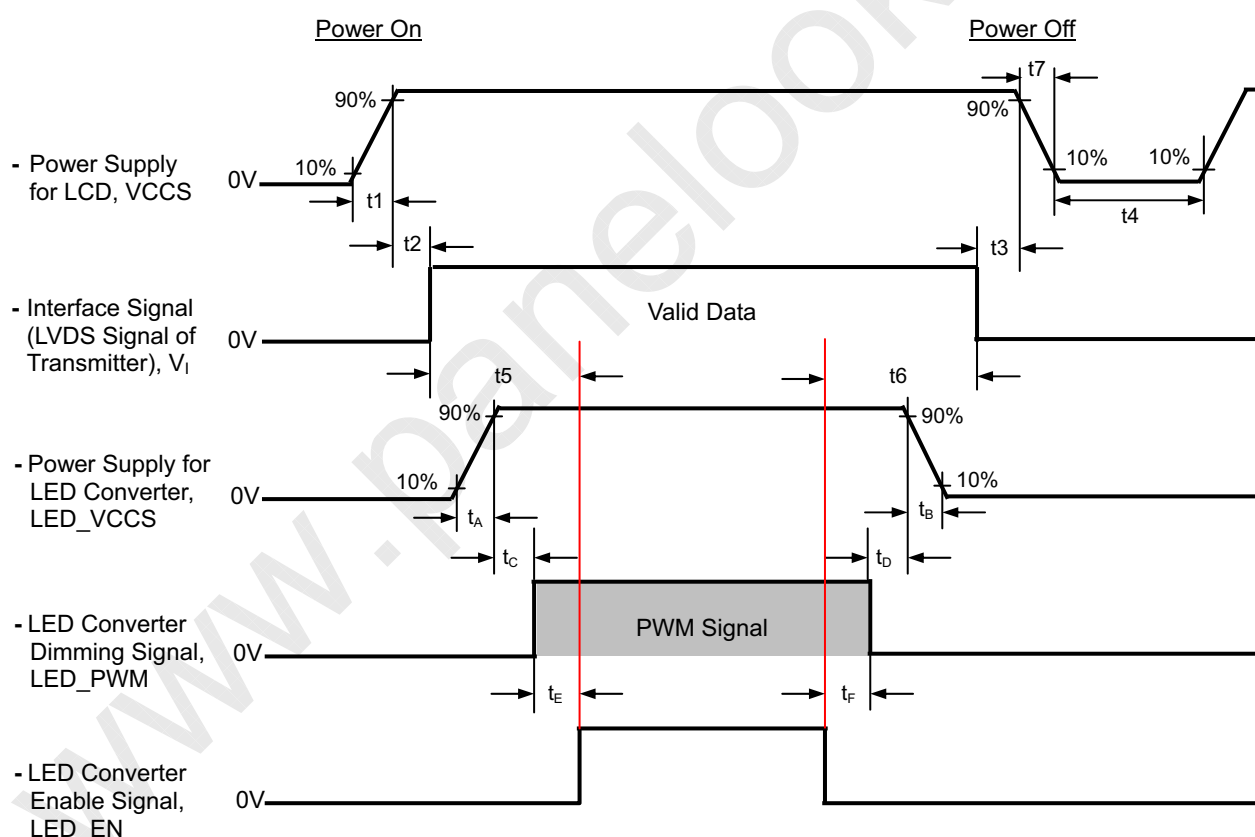 Power On
Power Off
t7
90%
90%
10%
10%
10%
- Power Supply
for LCD, VCCS
0V
t1
t4
t2
t3
- Interface Signal
(LVDS Signal of
Transmitter), VI
0V
Valid Data
t5
t6
90%
90%
- Power Supply for
LED Converter,
LED_VCCS
0V
10%
10%
tA
tB
tC
tD
- LED Converter
Dimming Signal,
LED_PWM
0V
PWM Signal
tE
tF
- LED Converter
Enable Signal,
LED_EN
0V